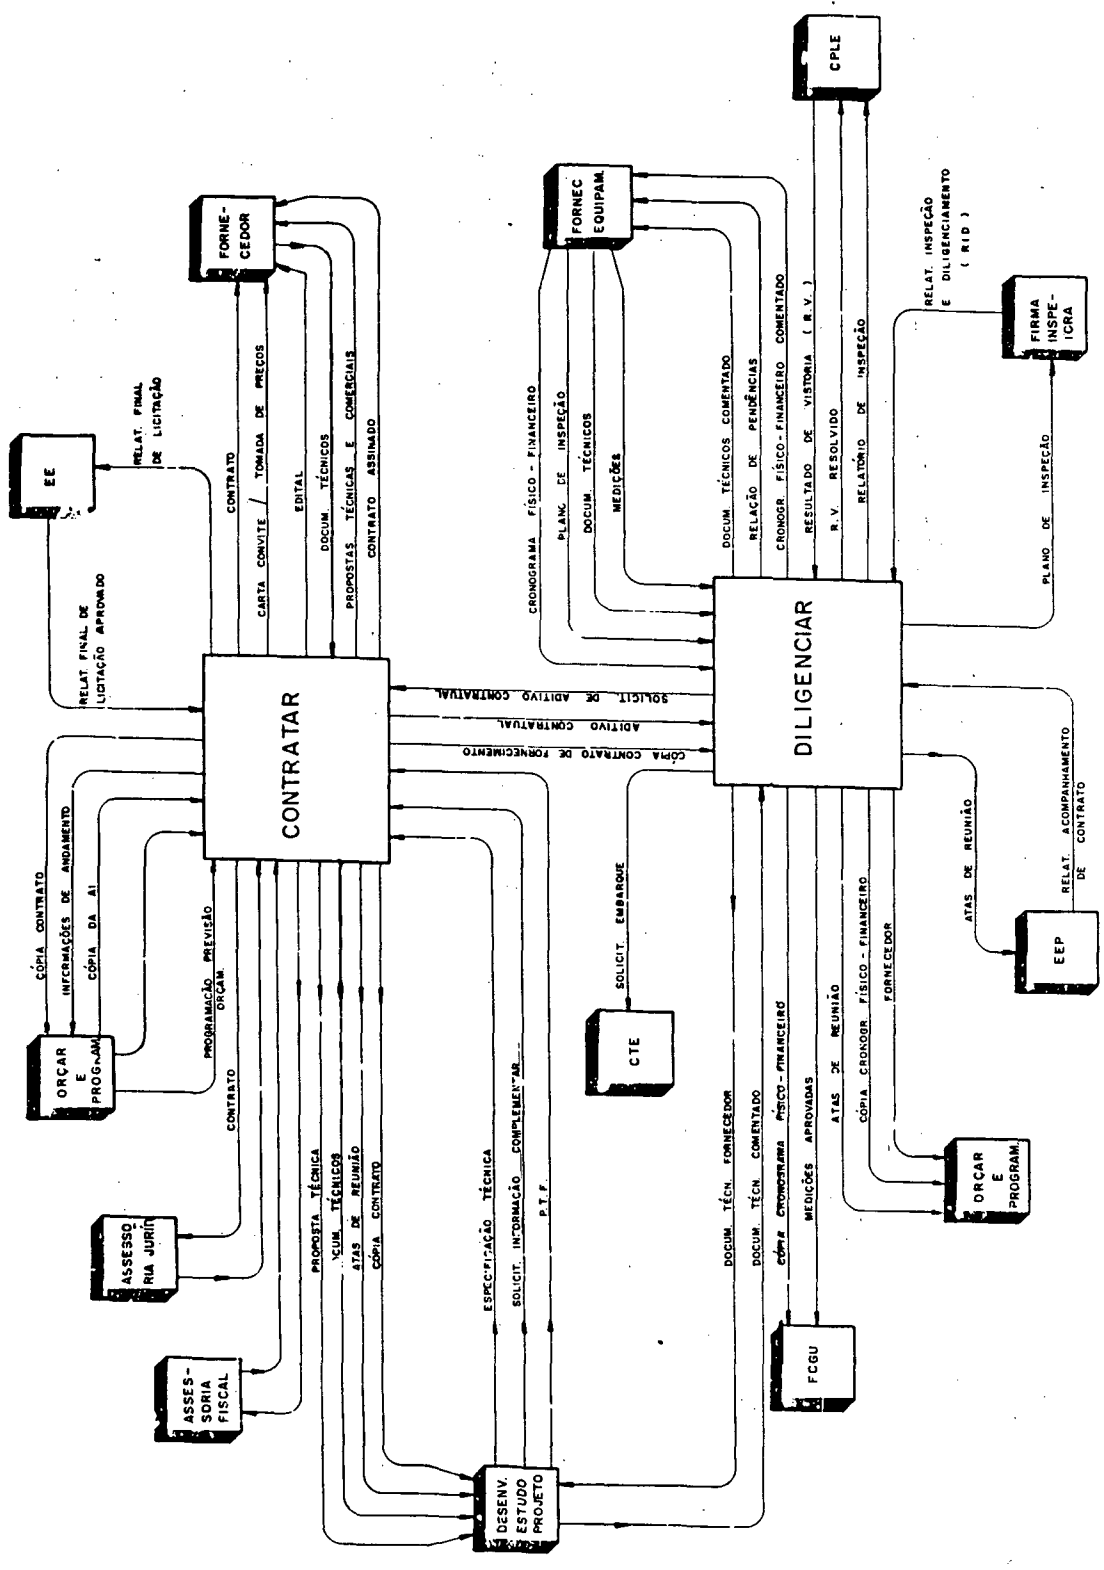 EE
RELAT. FINAL DE
LICITAÇÃO APROVADO
RELAT. FINAL
DE LICITAÇÃO
ORÇAR
E
PROGRAM.
CÓPIA CONTRATO
INFORMAÇÕES DE ANDAMENTO
CÓPIA DA AI
PROGRAMAÇÃO PREVISÃO
ORÇAM.
CONTRATO
ASSESSO
RIA JURÍD
ASSES-
SORIA
FISCAL
CONTRATAR
FORNE-
CEDOR
CONTRATO
CARTA CONVITE / TOMADA DE PREÇOS
EDITAL
DOCUM. TÉCNICOS
PROPOSTAS TÉCNICAS E COMERCIAIS
CONTRATO ASSINADO
PROPOSTA TÉCNICA
TÉCNICOS
ATAS DE REUNIÃO
CÓPIA CONTRATO
DESENV.
ESTUDO
PROJETO
ESPECIFICAÇÃO TÉCNICA
SOLICIT. INFORMAÇÃO COMPLEMENTAR
P.T.F.
SOLICIT. DE ADITIVO CONTRATUAL
ADITIVO CONTRATUAL
CÓPIA CONTRATO DE FORNECIMENTO
FORNEC
EQUIPAM.
CRONOGRAMA FÍSICO-FINANCEIRO
PLANO DE INSPEÇÃO
DOCUM. TÉCNICOS
MEDIÇÕES
DOCUM TÉCNICOS COMENTADO
RELAÇÃO DE PENDÊNCIAS
CRONOGR. FÍSICO-FINANCEIRO COMENTADO
RESULTADO DE VISTORIA (R.V.)
R.V. RESOLVIDO
RELATÓRIO DE INSPEÇÃO
CPLE
DILIGENCIAR
CTE
SOLICIT. EMBARQUE
DOCUM. TÉCN. FORNECEDOR
DOCUM. TÉCN. COMENTADO
CÓPIA CRONOGRAMA FÍSICO-FINANCEIRO
MEDIÇÕES APROVADAS
ATAS DE REUNIÃO
CÓPIA CRONOGR. FÍSICO-FINANCEIRO
FORNECEDOR
FCGU
ORÇAR
E
PROGRAM.
RELAT. INSPEÇÃO
E DILIGENCIAMENTO
(RID)
FIRMA
INSPE-
PLANO DE INSPEÇÃO
ATAS DE REUNIÃO
RELAT. ACOMPANHAMENTO
DE CONTRATO
EEP